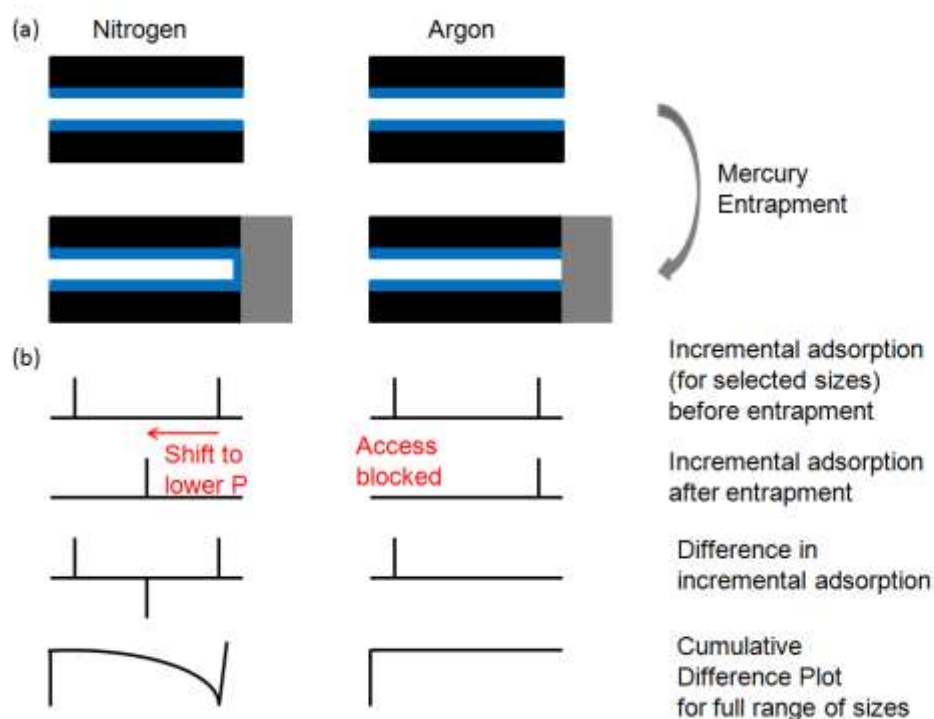 (a)
Nitrogen
Argon
Mercury
Entrapment
(b)
Incremental adsorption
(for selected sizes)
before entrapment
Shift to
lower P
Access
blocked
Incremental adsorption
after entrapment
Difference in
incremental adsorption
Cumulative
Difference Plot
for full range of sizes